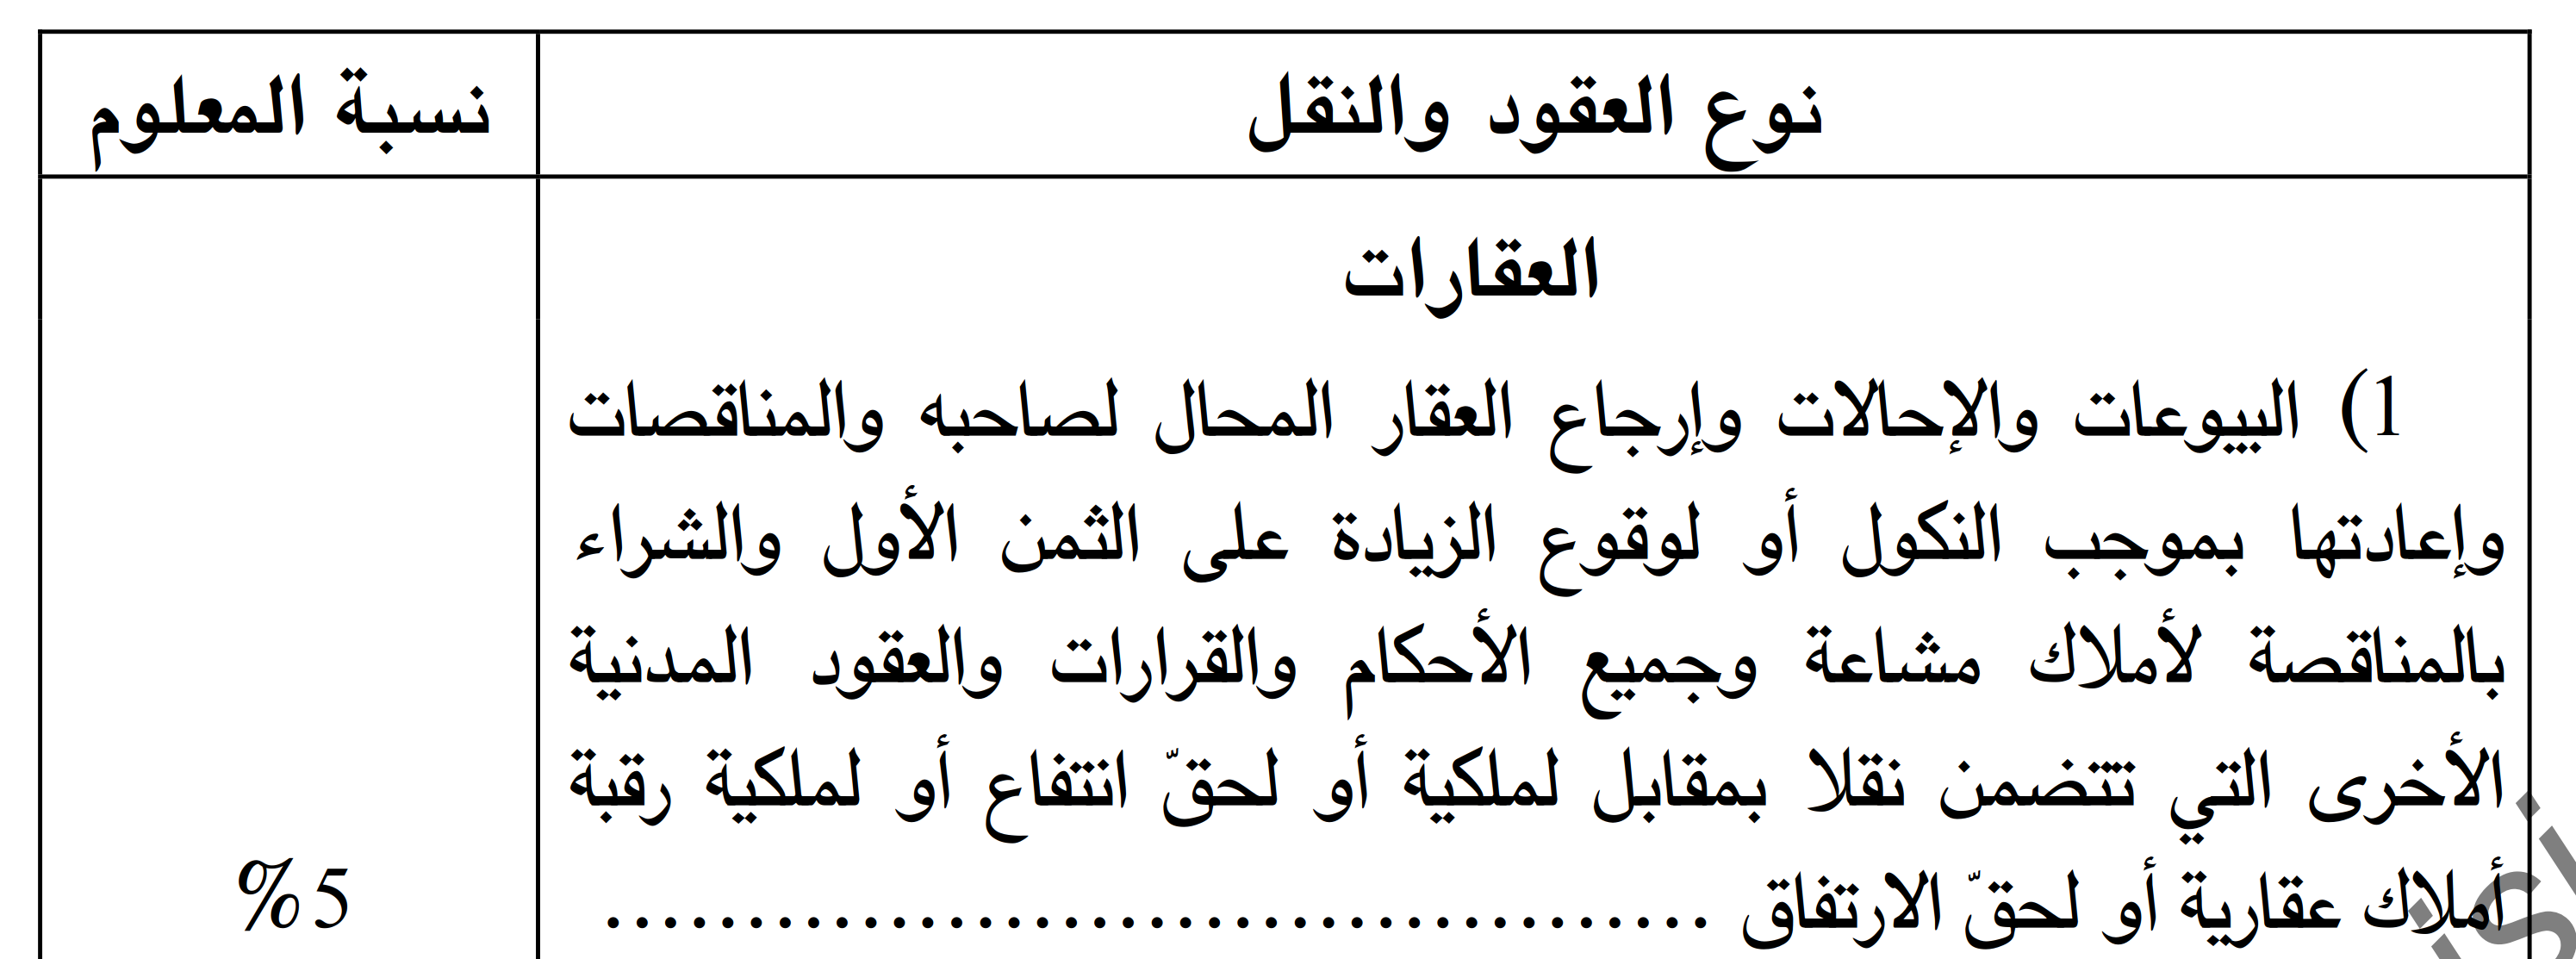 نوع العقود والنقل
نسبة المعلوم
العقارات
1) البيوعات والإحالات وإرجاع العقار المحال لصاحبه والمناقصات
وإعادتها بموجب النكول أو لوقوع الزيادة على الثمن الأول والشراء
بالمناقصة لأملاك مشاعة وجميع الأحكام والقرارات والعقود المدنية
الأخرى التي تتضمن نقلا بمقابل لملكية أو لحقّ انتفاع أو لملكية رقبة
أملاك عقارية أو لحقّ الارتفاق .......................................
%5